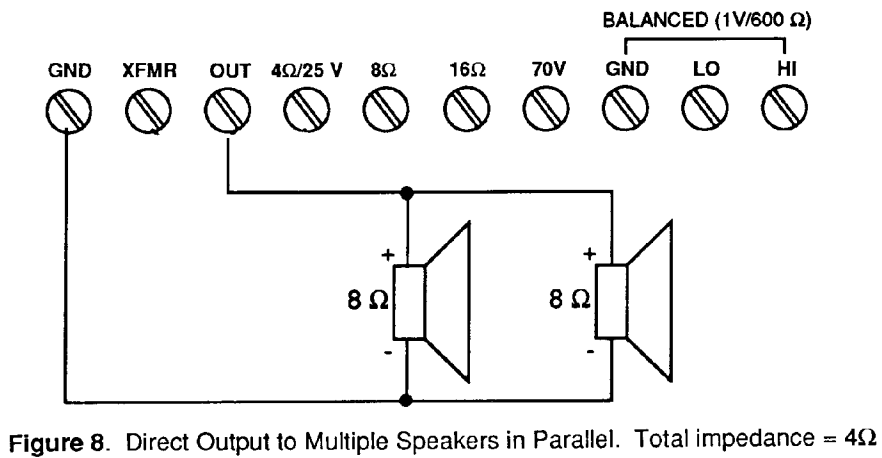 BALANCED (1V/600 Ω)
GND XFMR OUT 4Ω/25 V 8Ω 16Ω 70V GND LO HI
+ +
8 Ω 8 Ω
- -
Figure 8. Direct Output to Multiple Speakers in Parallel. Total impedance = 4Ω